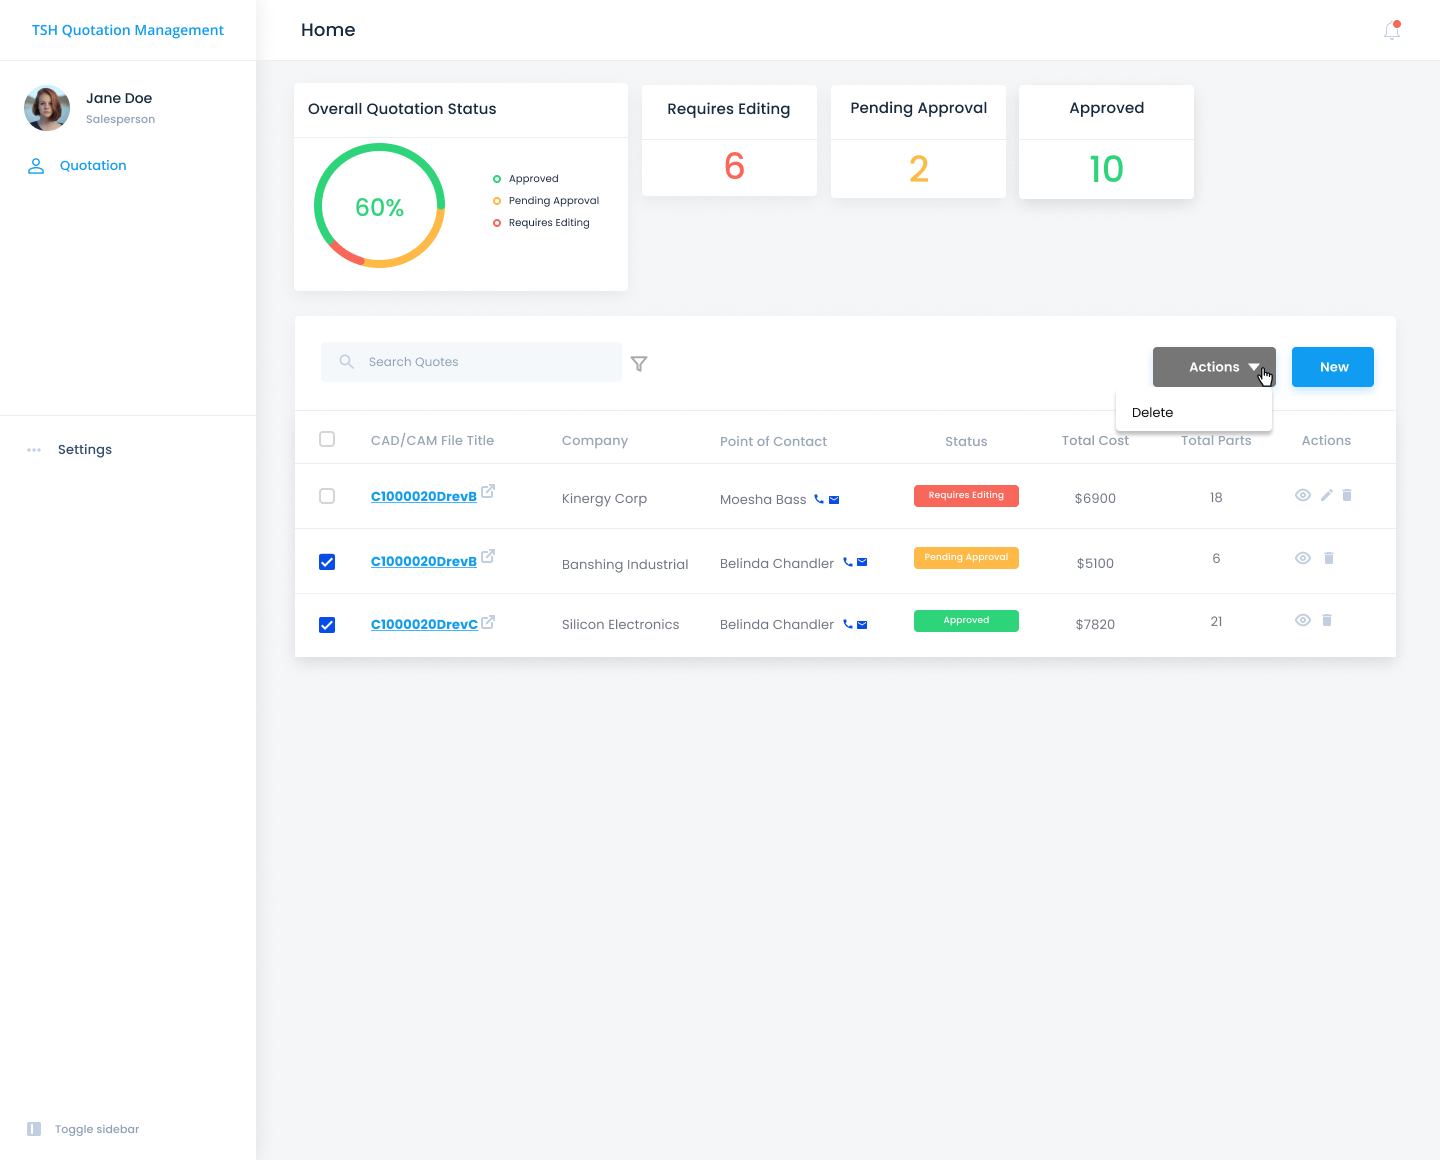 TSH Quotation Management
Home
Jane Doe
Salesperson
Quotation
Settings
Toggle sidebar
Overall Quotation Status
60%
Approved
Pending Approval
Requires Editing
Requires Editing
6
Pending Approval
2
Approved
10
Search Quotes
Actions
New
Delete
CAD/CAM File Title Company Point of Contact Status Total Cost Total Parts Actions
C1000020DrevB Kinergy Corp Moesha Bass Requires Editing $6900 18
C1000020DrevB Banshing Industrial Belinda Chandler Pending Approval $5100 6
C1000020DrevC Silicon Electronics Belinda Chandler Approved $7820 21